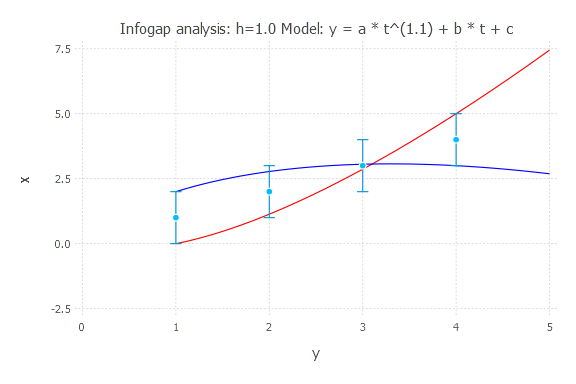 Infogap analysis: h=1.0 Model: y = a * t^(1.1) + b * t + c
7.5
5.0
x
2.5
0.0
-2.5
0 1 2 3 4 5
y